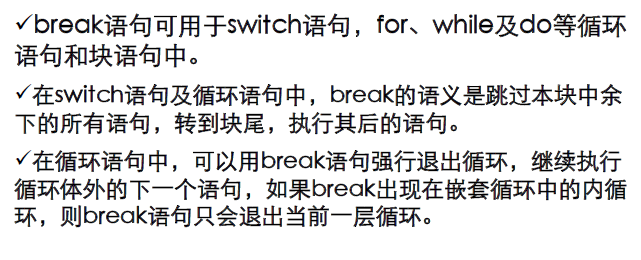 ✓break语句可用于switch语句，for、while及do等循环
语句和块语句中。
✓在switch语句及循环语句中，break的语义是跳过本块中余
下的所有语句，转到块尾，执行其后的语句。
✓在循环语句中，可以用break语句强行退出循环，继续执行
循环体外的下一个语句，如果break出现在嵌套循环中的内循
环，则break语句只会退出当前一层循环。